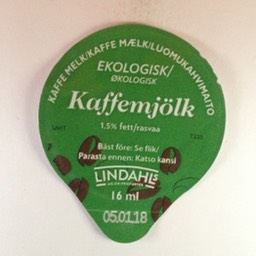 KAFFE MELK/KAFFE MÆLK/LUOMUKAHVIMAITO
EKOLOGISK/
ØKOLOGISK
Kaffemjölk
1,5% fett/rasvaa
Bäst före: Se flik/
Parasta ennen: Katso kansi
LINDAHLS
16 ml
05.01.18